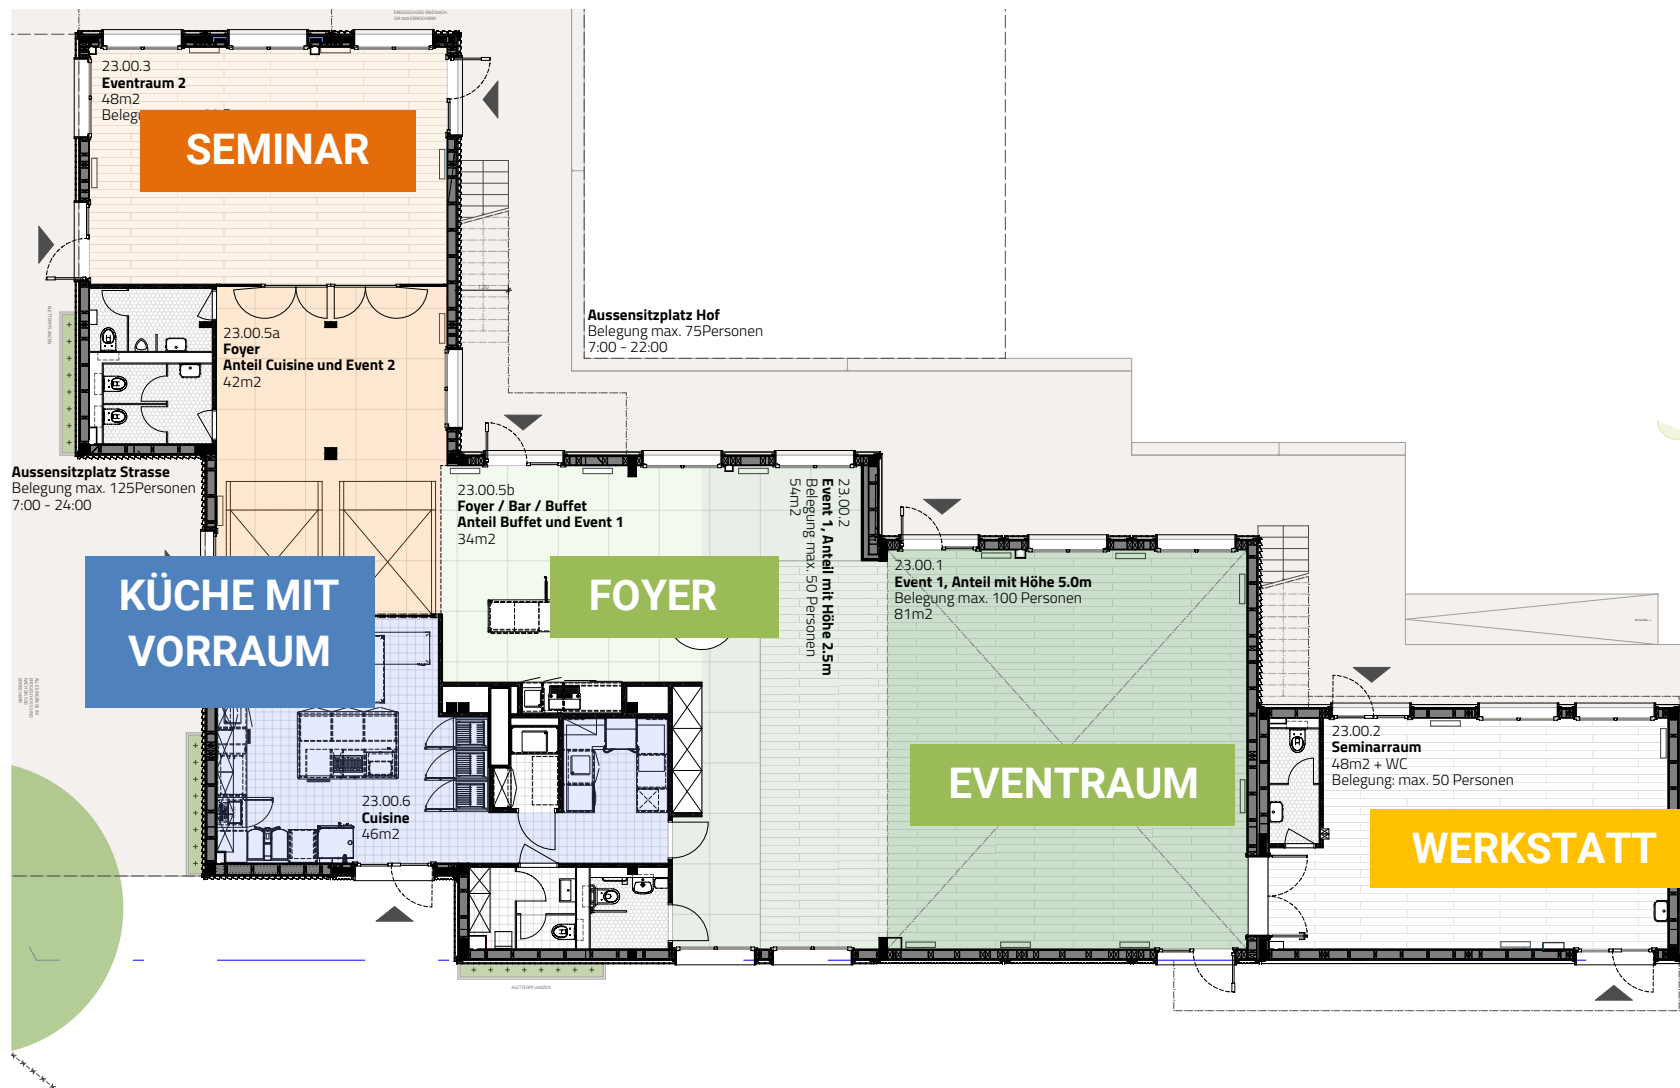 ERDGESCHOSS SIND NACH
23.00.3
Eventraum 2
48m2
SEMINAR
23.00.5a
Foyer
Anteil Cuisine und Event 2
42m2
Aussensitzplatz Hof
Belegung max. 75Personen
7:00 - 22:00
Aussensitzplatz Strasse
Belegung max. 125Personen
7:00 - 24:00
23.00.5b
Foyer / Bar / Buffet
Anteil Buffet und Event 1
34m2
23.00.2
Event 1, Anteil mit Höhe 2.5m
Belegung max. 50 Personen
54m2
23.00.1
Event 1, Anteil mit Höhe 5.0m
Belegung max. 100 Personen
81m2
KÜCHE MIT
VORRAUM
FOYER
EVENTRAUM
23.00.2
Seminarraum
48m2 + WC
Belegung: max. 50 Personen
WERKSTATT
23.00.6
Cuisine
46m2
KLETTERPFLANZEN